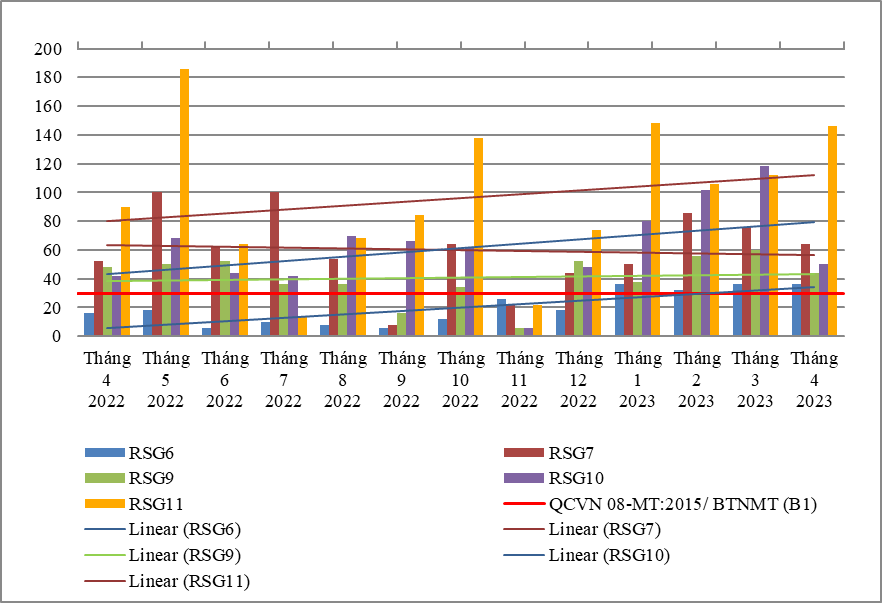 200
180
160
140
120
100
80
60
40
20
0
Tháng 4 2022
Tháng 5 2022
Tháng 6 2022
Tháng 7 2022
Tháng 8 2022
Tháng 9 2022
Tháng 10 2022
Tháng 11 2022
Tháng 12 2022
Tháng 1 2023
Tháng 2 2023
Tháng 3 2023
Tháng 4 2023
RSG6
RSG7
RSG9
RSG10
RSG11
QCVN 08-MT:2015/ BTNMT (B1)
Linear (RSG6)
Linear (RSG7)
Linear (RSG9)
Linear (RSG10)
Linear (RSG11)